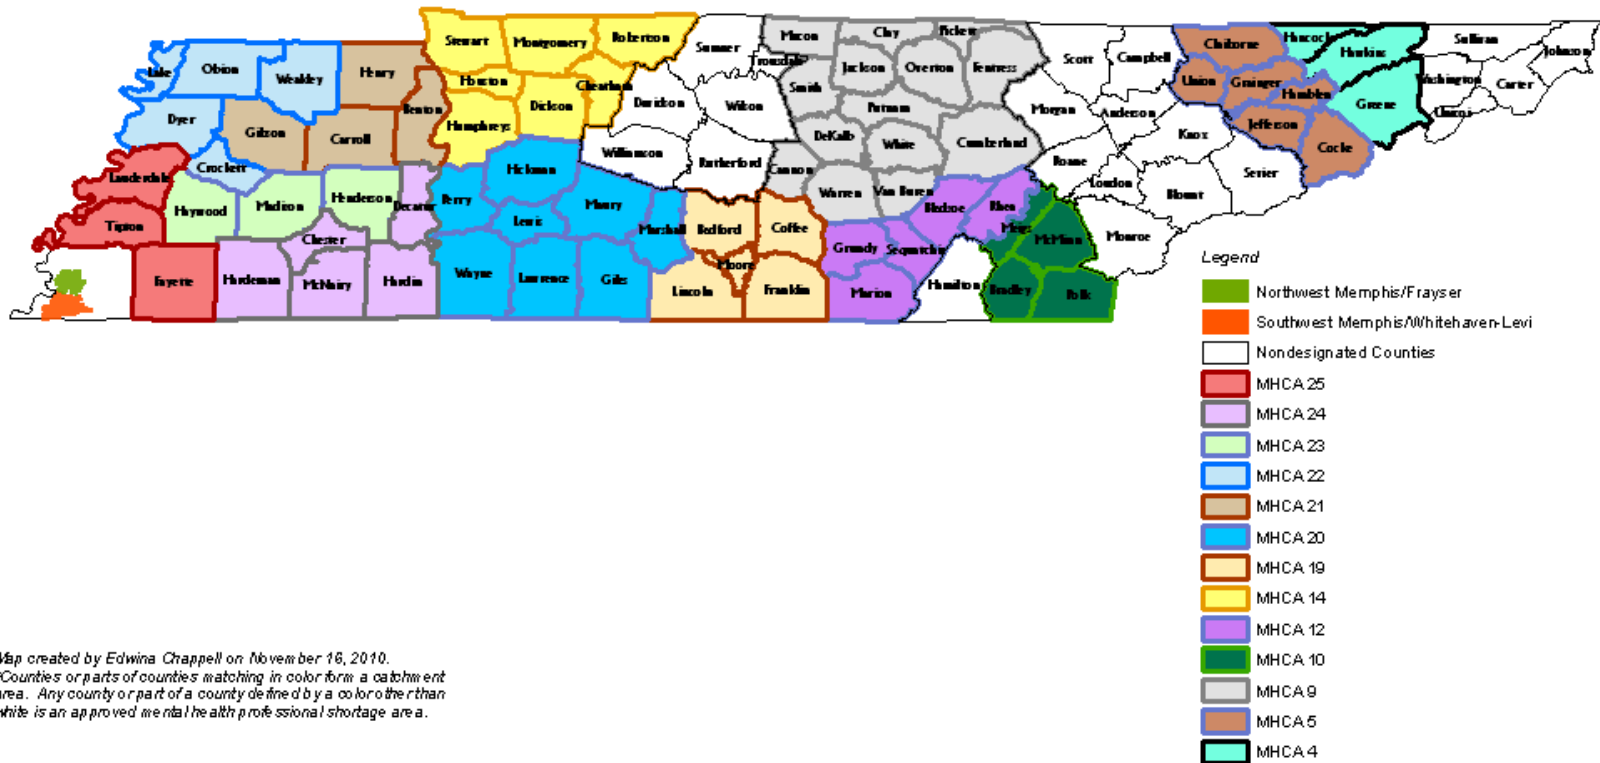 Stewart
Montgomery
Robertson
Sumner
Macon
Clay
Pickett
Trousdale
Scott
Campbell
Claiborne
Hancock
Hawkins
Sullivan
Johnson
Lake
Obion
Weakley
Henry
Benton
Houston
Dickson
Cheatham
Davidson
Wilson
Smith
Jackson
Overton
Fentress
Morgan
Anderson
Union
Grainger
Hamblen
Greene
Washington
Carter
Unicoi
Dyer
Gibson
Carroll
Humphreys
Williamson
Rutherford
Putnam
DeKalb
White
Cumberland
Roane
Knox
Jefferson
Cocke
Crockett
Lauderdale
Haywood
Madison
Henderson
Decatur
Perry
Hickman
Lewis
Maury
Marshall
Bedford
Coffee
Cannon
Warren
Van Buren
Bledsoe
Rhea
Meigs
McMinn
Loudon
Blount
Sevier
Monroe
Tipton
Fayette
Hardeman
Chester
McNairy
Hardin
Wayne
Lawrence
Giles
Moore
Lincoln
Franklin
Grundy
Sequatchie
Marion
Hamilton
Bradley
Polk
Legend
Northwest Memphis/Frayser
Southwest Memphis/Whitehaven-Levi
Nondesignated Counties
MHCA 25
MHCA 24
MHCA 23
MHCA 22
MHCA 21
MHCA 20
MHCA 19
MHCA 14
MHCA 12
MHCA 10
MHCA 9
MHCA 5
MHCA 4
Map created by Edwina Chappell on November 16, 2010.
Counties or parts of counties matching in color form a catchment
area. Any county or part of a county defined by a color other than
white is an approved mental health professional shortage area.